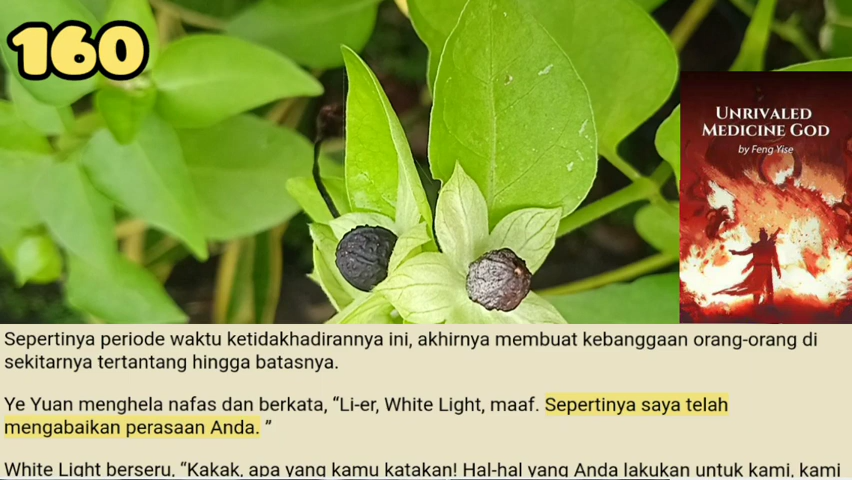 160
UNRIVALED
MEDICINE GOD
by Feng Yise
Sepertinya periode waktu ketidakhadirannya ini, akhirnya membuat kebanggaan orang-orang di
sekitarnya tertantang hingga batasnya.
Ye Yuan menghela nafas dan berkata, “Li-er, White Light, maaf. Sepertinya saya telah
mengabaikan perasaan Anda. ”
White Light berseru, “Kakak, apa yang kamu katakan! Hal-hal yang Anda lakukan untuk kami, kami